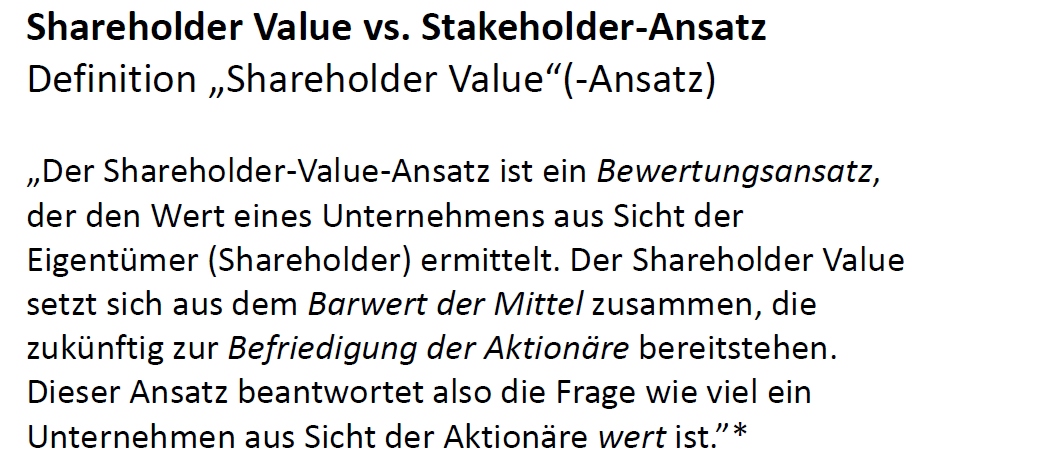 Shareholder Value vs. Stakeholder-Ansatz
Definition „Shareholder Value“(-Ansatz)
„Der Shareholder-Value-Ansatz ist ein Bewertungsansatz,
der den Wert eines Unternehmens aus Sicht der
Eigentümer (Shareholder) ermittelt. Der Shareholder Value
setzt sich aus dem Barwert der Mittel zusammen, die
zukünftig zur Befriedigung der Aktionäre bereitstehen.
Dieser Ansatz beantwortet also die Frage wie viel ein
Unternehmen aus Sicht der Aktionäre wert ist.”*